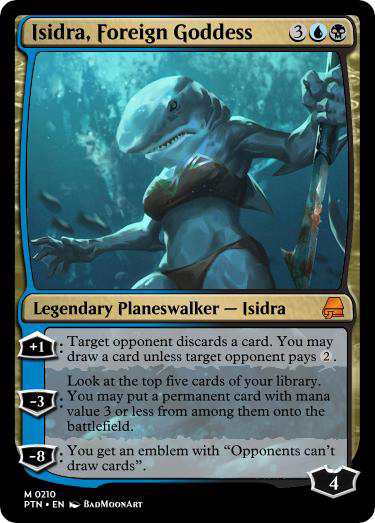 Isidra, Foreign Goddess 3
Legendary Planeswalker — Isidra
+1: Target opponent discards a card. You may
draw a card unless target opponent pays 2.
Look at the top five cards of your library.
-3: You may put a permanent card with mana
value 3 or less from among them onto the
battlefield.
-8: You get an emblem with “Opponents can’t
draw cards”.
4
M 0210
PTN • EN BadMoonArt